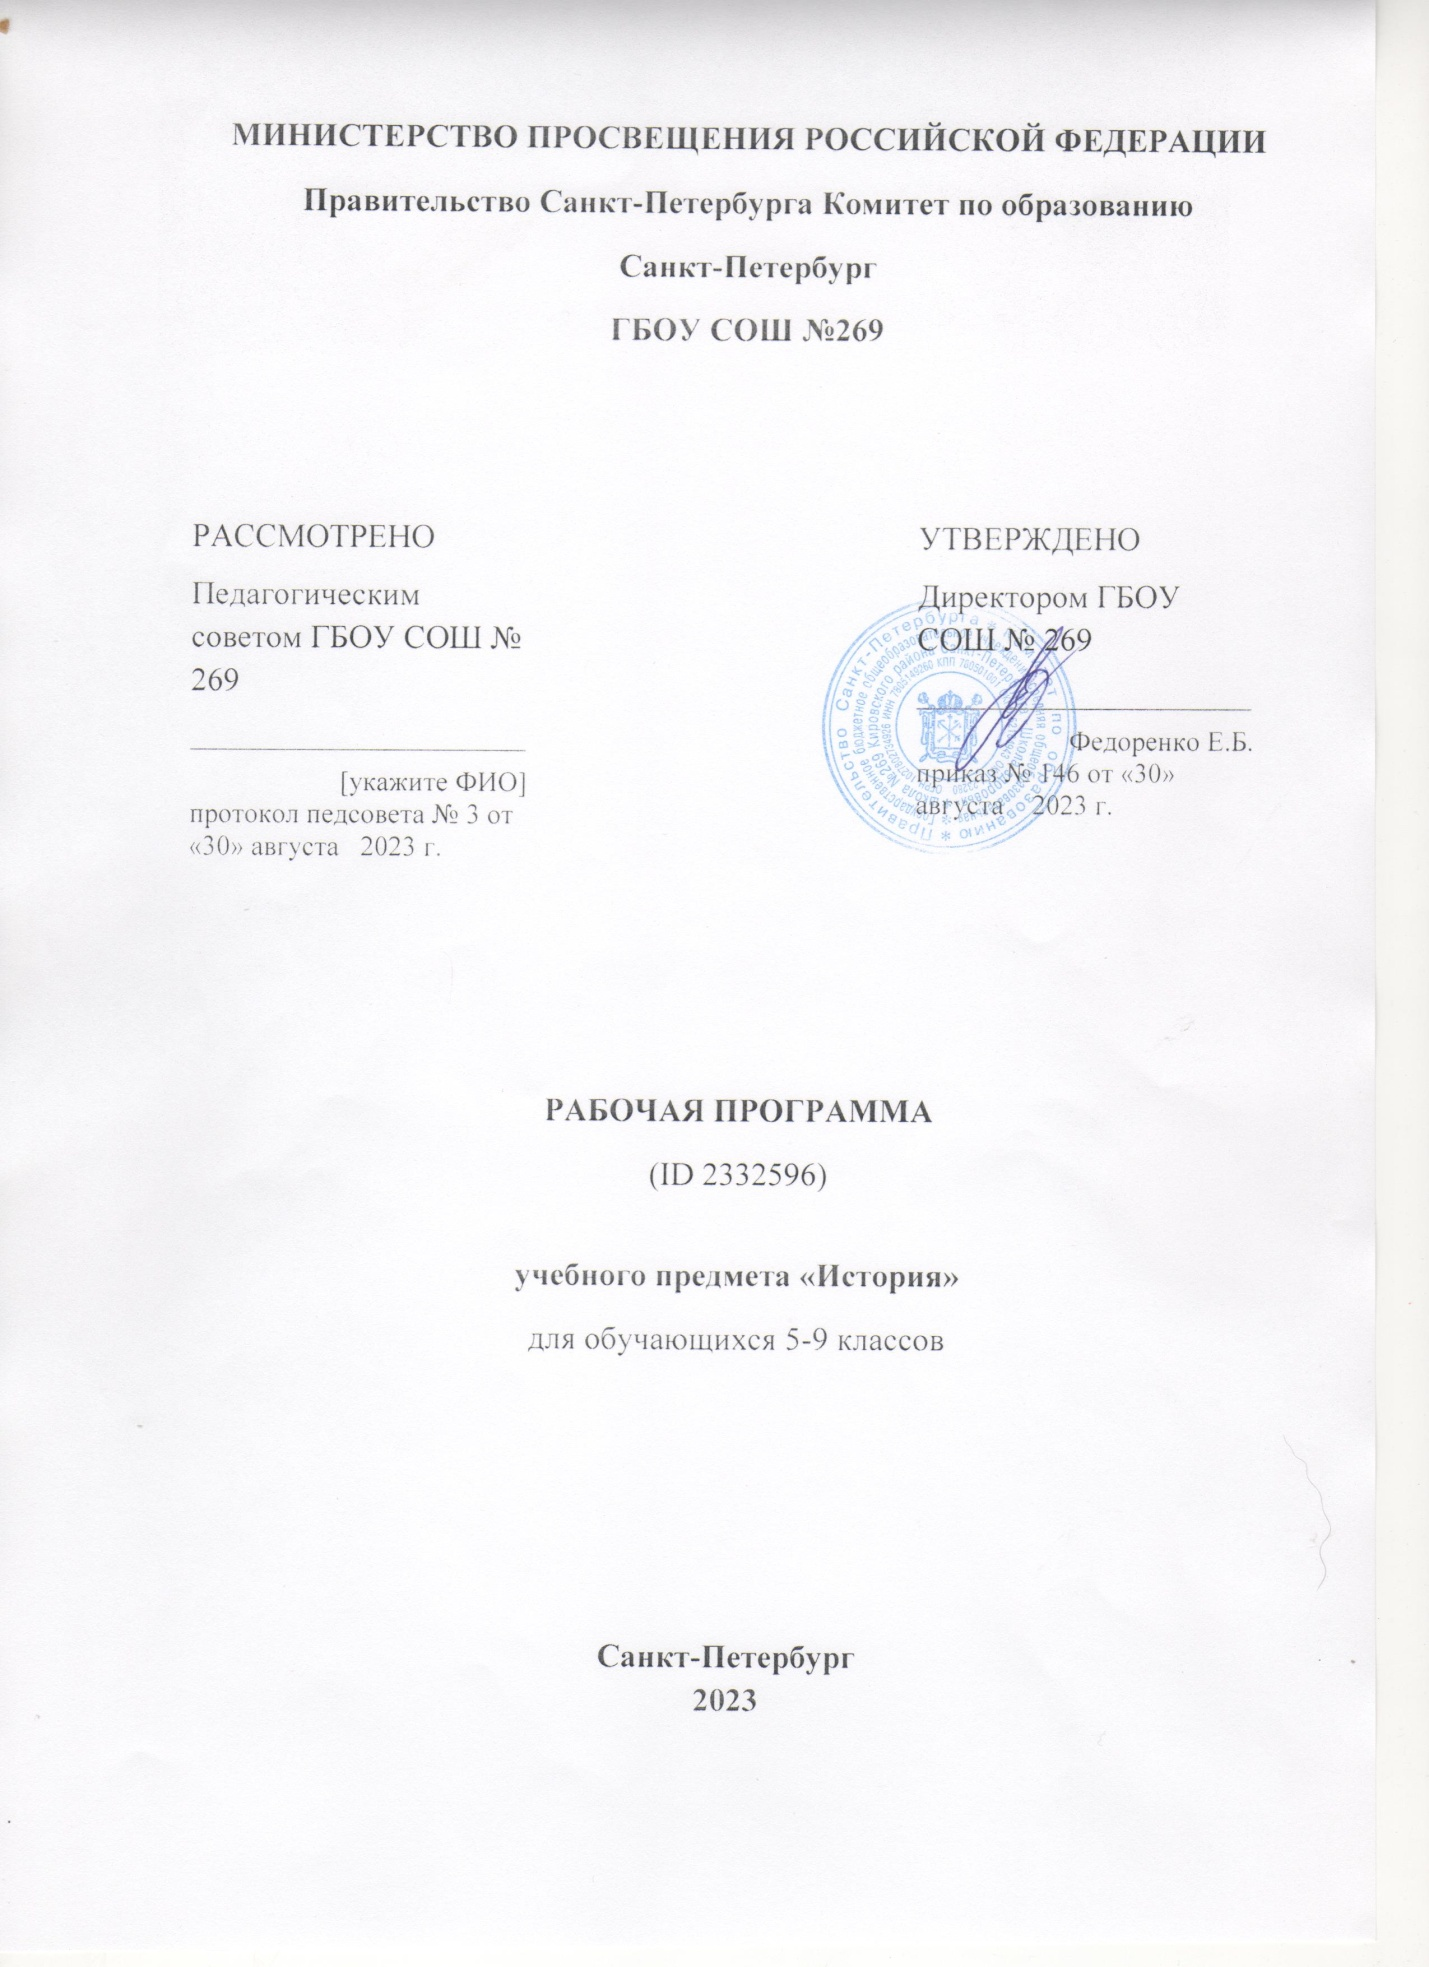 МИНИСТЕРСТВО ПРОСВЕЩЕНИЯ РОССИЙСКОЙ ФЕДЕРАЦИИ
Правительство Санкт-Петербурга Комитет по образованию
Санкт-Петербург
ГБОУ СОШ №269
РАССМОТРЕНО
Педагогическим
советом ГБОУ СОШ №
269
[укажите ФИО]
протокол педсовета № 3 от
«30» августа 2023 г.
УТВЕРЖДЕНО
Директором ГБОУ
СОШ № 269
Федоренко Е.Б.
приказ № 146 от «30»
августа 2023 г.
РАБОЧАЯ ПРОГРАММА
(ID 2332596)
учебного предмета «История»
для обучающихся 5-9 классов
Санкт-Петербург
2023